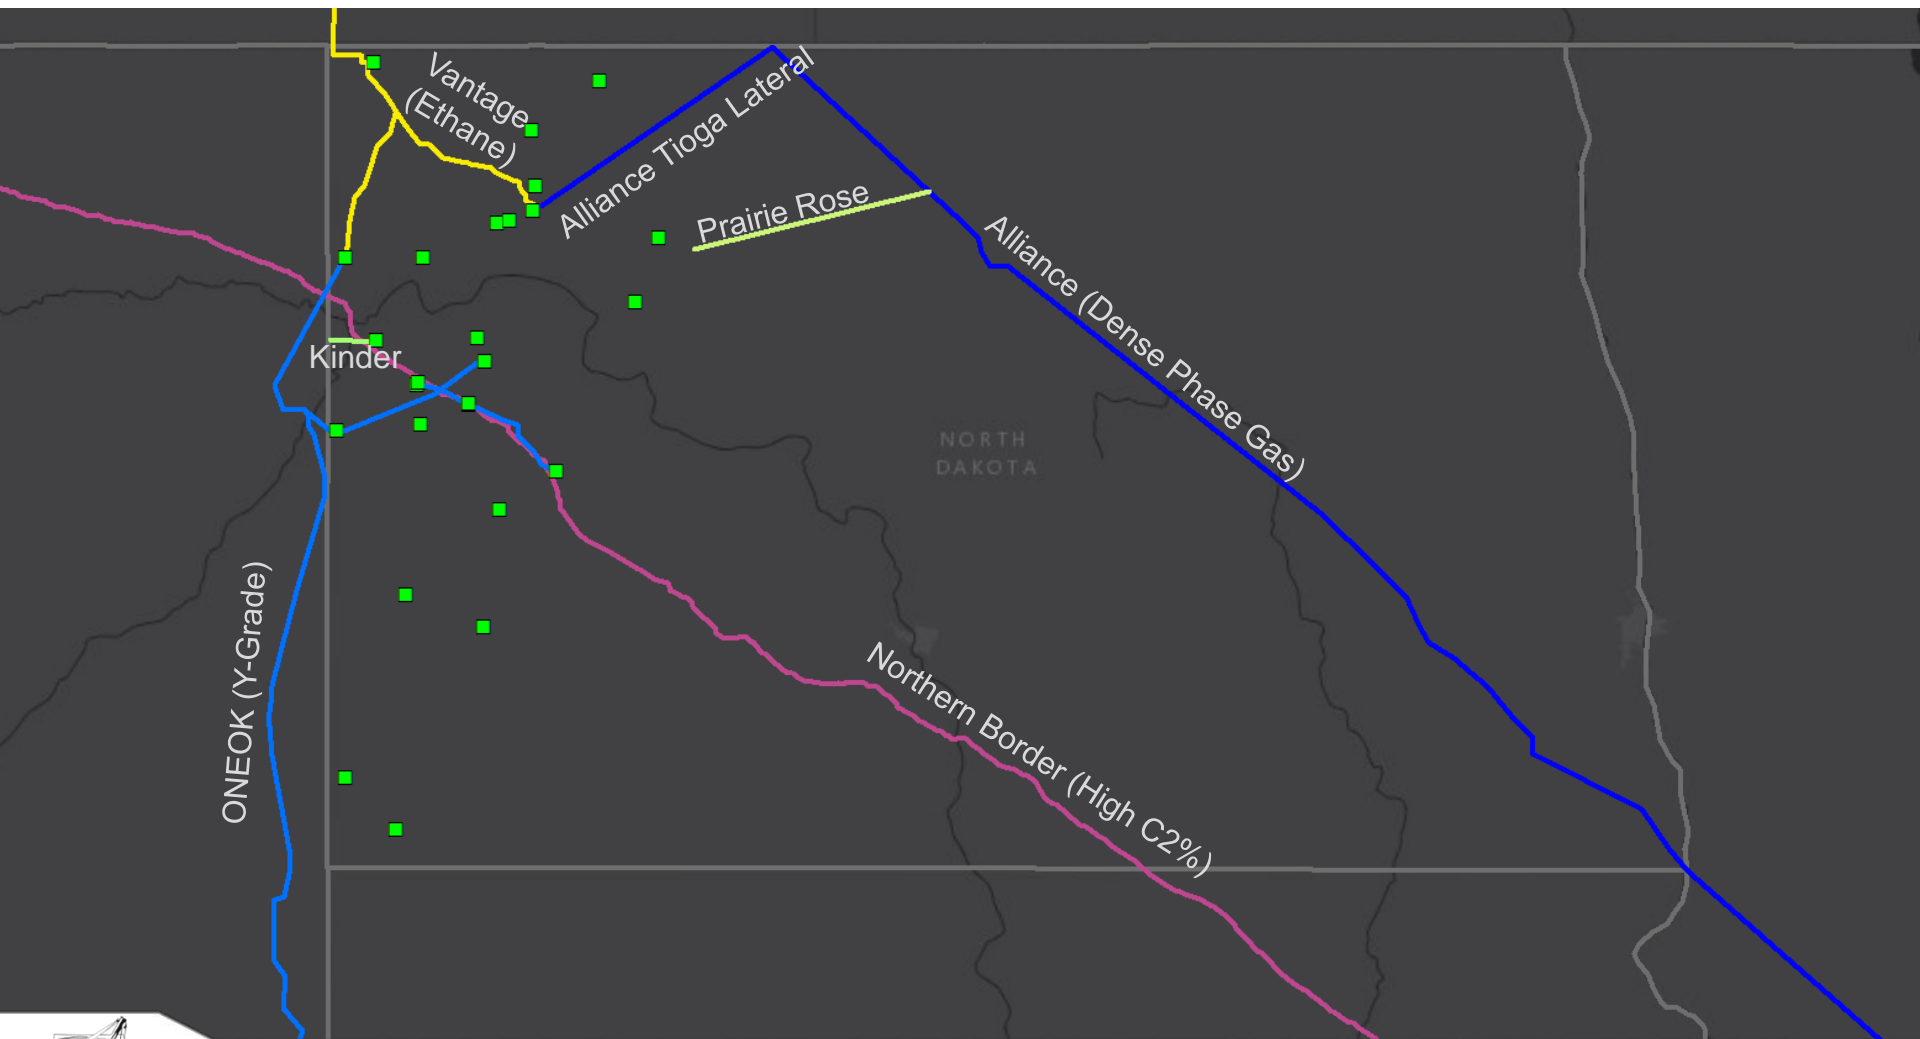 Vantage
(Ethane)
Alliance Tioga Lateral
Prairie Rose
Alliance (Dense Phase Gas)
Kinder
NORTH
DAKOTA
ONEOK (Y-Grade)
Northern Border (High C2%)